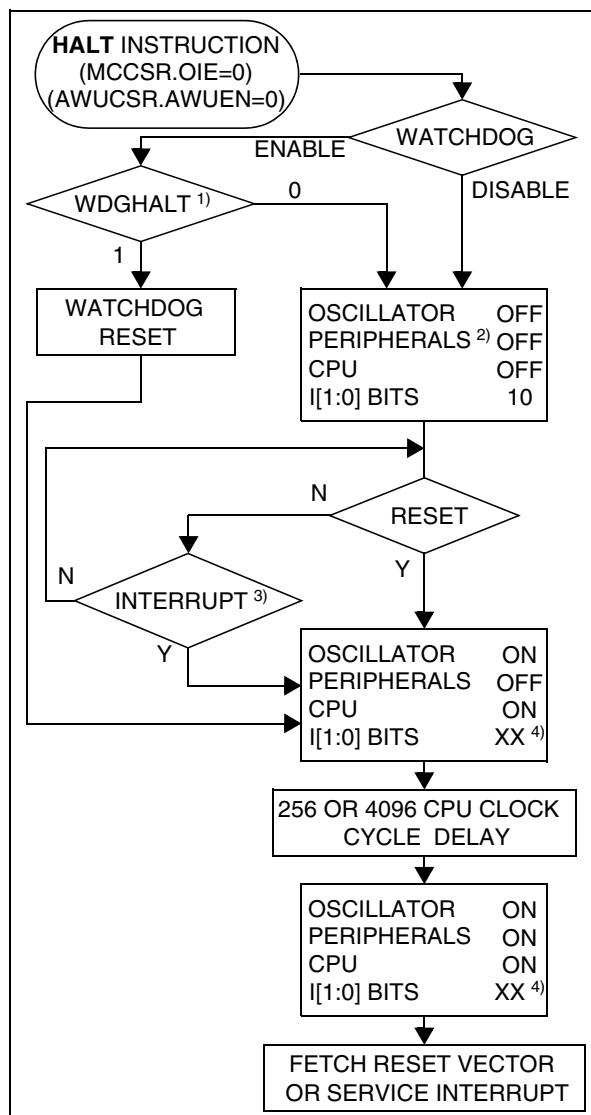 HALT INSTRUCTION
(MCCSR.OIE=0)
(AWUCSR.AWUEN=0)
WATCHDOG
ENABLE
DISABLE
WDGHALT 1)
0
1
WATCHDOG
RESET
OSCILLATOR OFF
PERIPHERALS 2) OFF
CPU OFF
I[1:0] BITS 10
N
RESET
Y
N
INTERRUPT 3)
Y
OSCILLATOR ON
PERIPHERALS OFF
CPU ON
I[1:0] BITS XX 4)
256 OR 4096 CPU CLOCK
CYCLE DELAY
OSCILLATOR ON
PERIPHERALS ON
CPU ON
I[1:0] BITS XX 4)
FETCH RESET VECTOR
OR SERVICE INTERRUPT